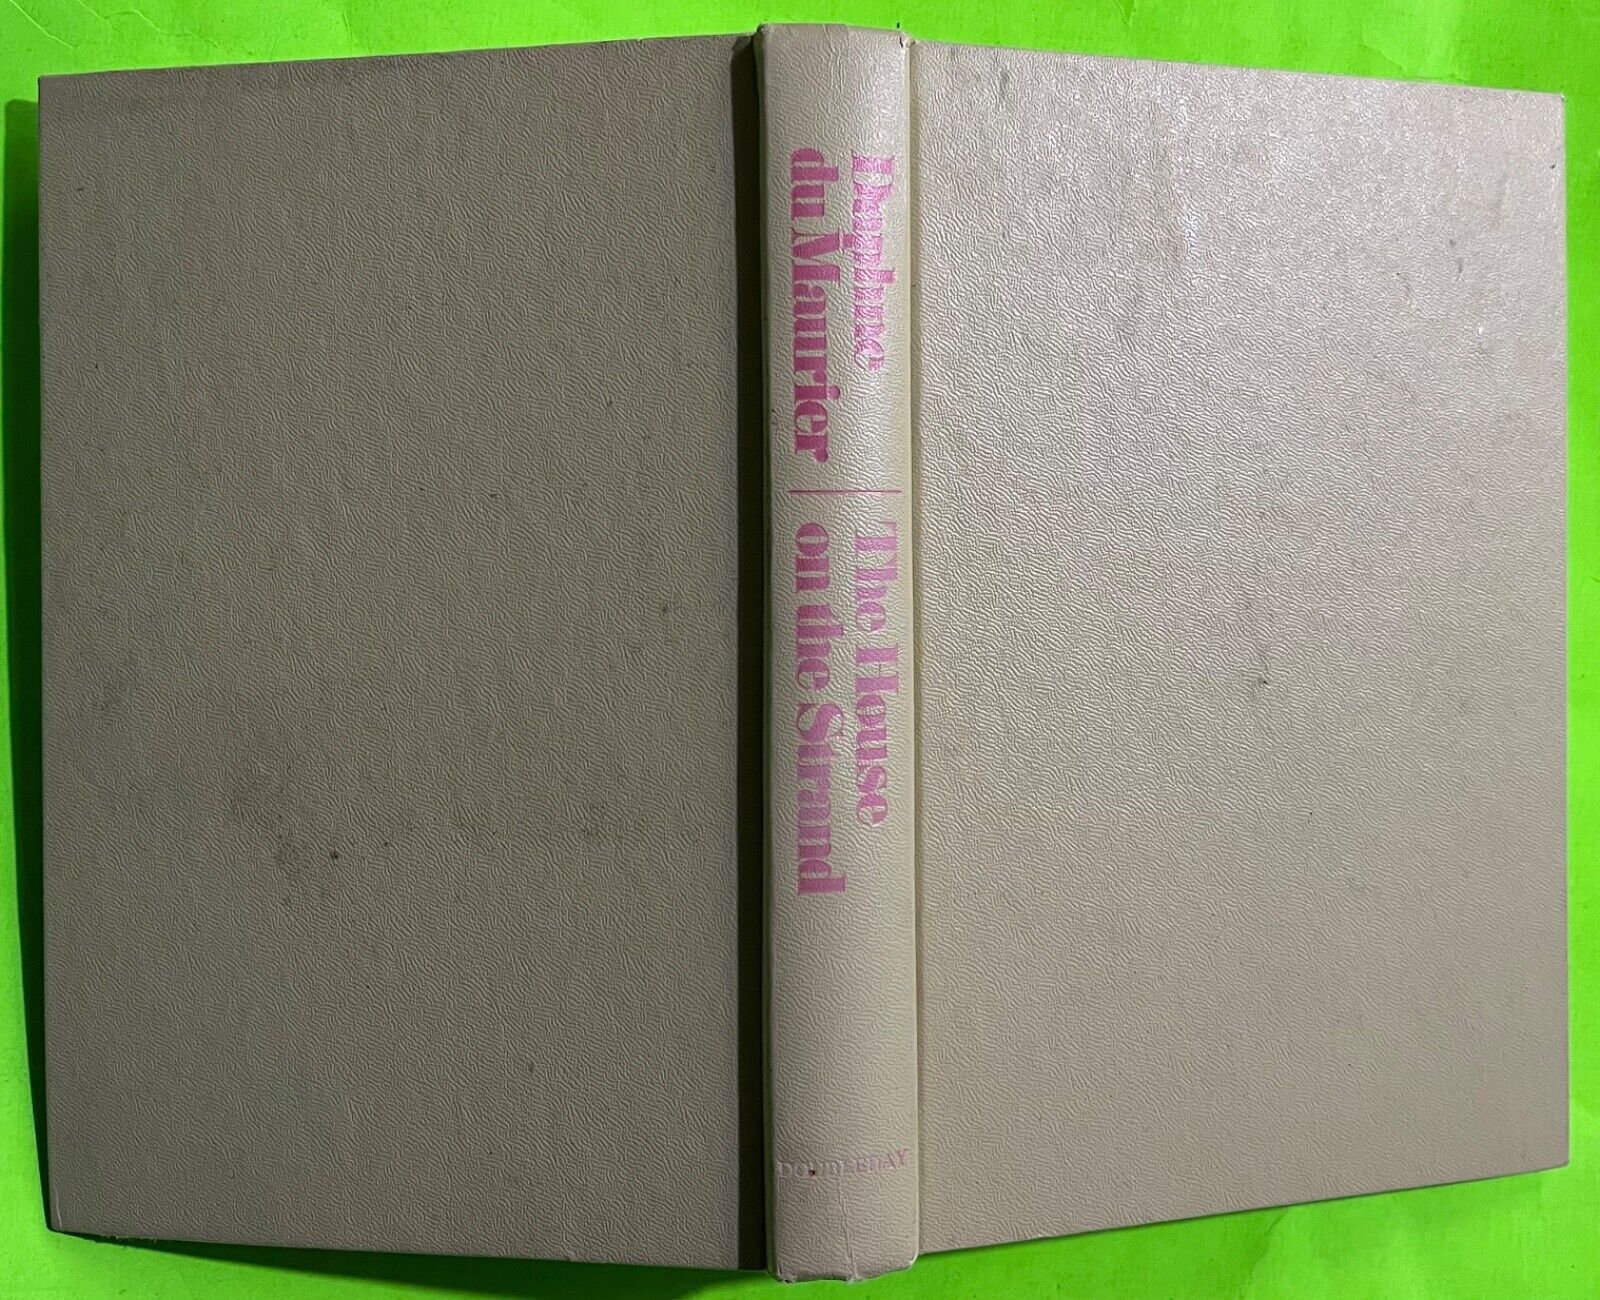 Daphne
du Maurier
The House
on the Strand
DOUBLEDAY